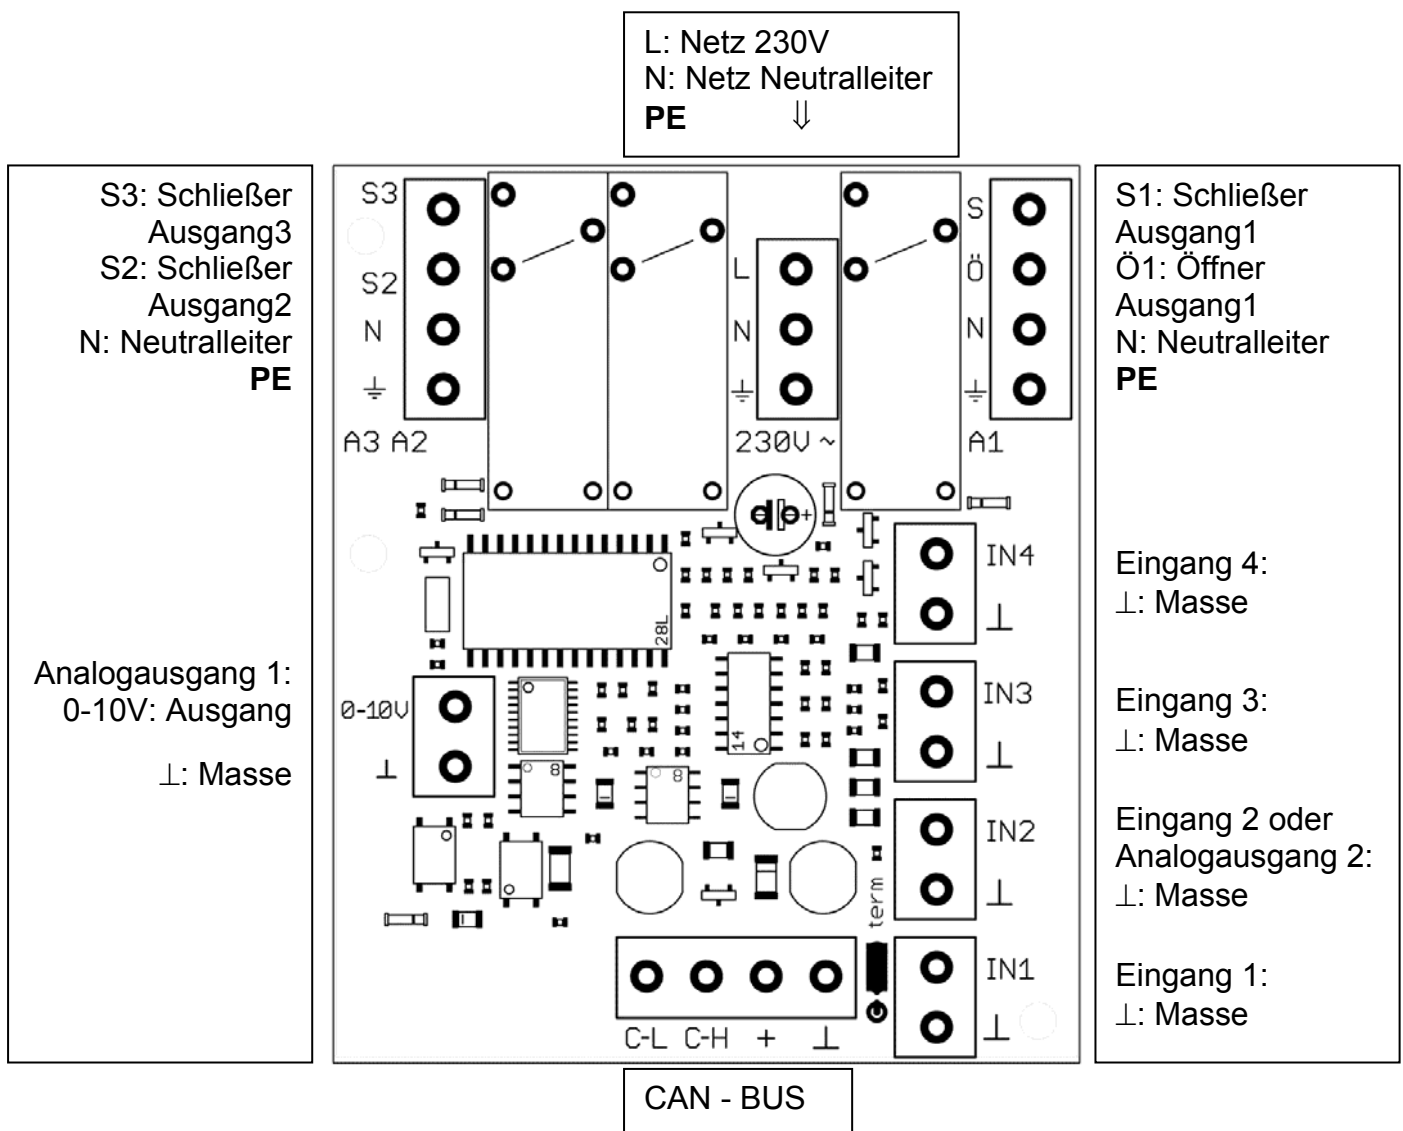 L: Netz 230V
N: Netz Neutralleiter
PE ⇓
S3: Schließer
Ausgang3
S2: Schließer
Ausgang2
N: Neutralleiter
PE
Analogausgang 1:
0-10V: Ausgang
⊥: Masse
S3
S2
N
⏚
A3 A2
L
N
⏚
230V ~
S
Ö
N
⏚
A1
+
28L
IN4
⊥
0-10V
⊥
14
8
8
IN3
⊥
IN2
⊥
term
IN1
⊥
C-L C-H + ⊥
S1: Schließer
Ausgang1
Ö1: Öffner
Ausgang1
N: Neutralleiter
PE
Eingang 4:
⊥: Masse
Eingang 3:
⊥: Masse
Eingang 2 oder
Analogausgang 2:
⊥: Masse
Eingang 1:
⊥: Masse
CAN - BUS